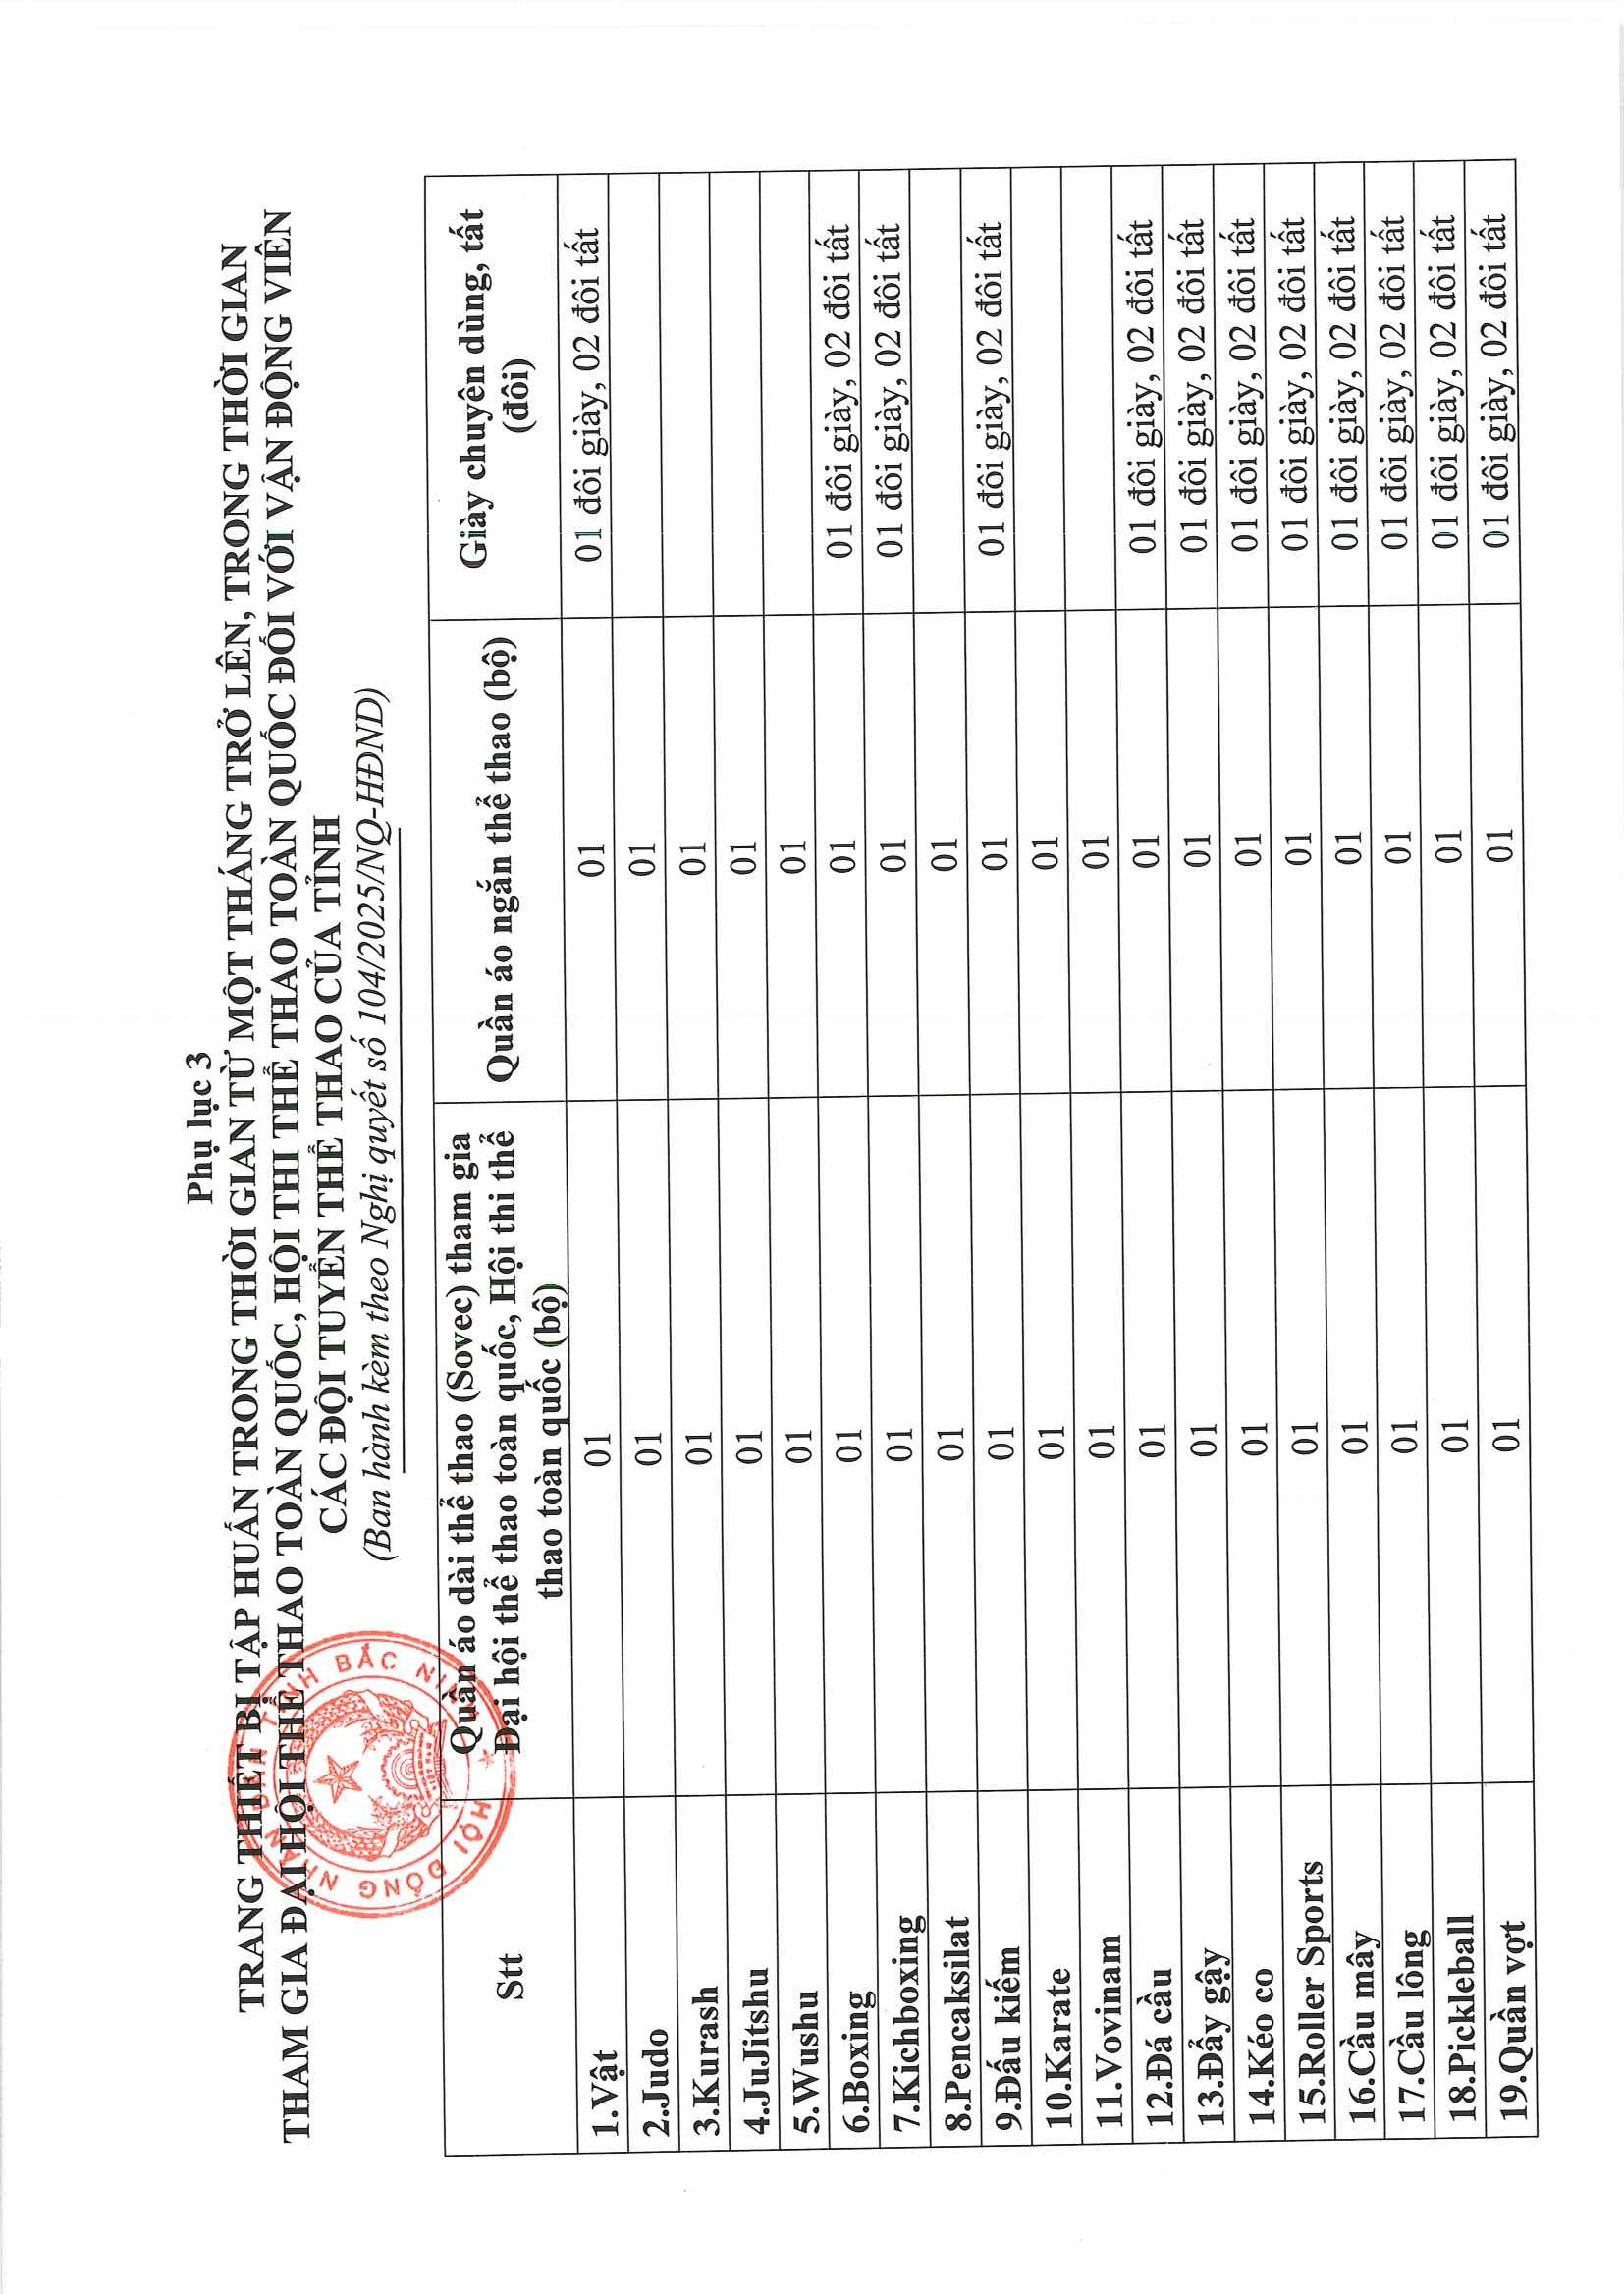 Phụ lục 3
TRANG THIẾT BỊ TẬP HUẤN TRONG THỜI GIAN TỪ MỘT THÁNG TRỞ LÊN, TRONG THỜI GIAN
THAM GIA ĐẠI HỘI THỂ THAO TOÀN QUỐC, HỘI THI THỂ THAO TOÀN QUỐC ĐỐI VỚI VẬN ĐỘNG VIÊN
CÁC ĐỘI TUYỂN THỂ THAO CỦA TỈNH
(Ban hành kèm theo Nghị quyết số 104/2025/NQ-HĐND)
HỘI ĐỒNG NHÂN DÂN TỈNH BẮC NINH
Stt
Quần áo dài thể thao (Sovec) tham gia
Đại hội thể thao toàn quốc, Hội thi thể
thao toàn quốc (bộ)
Quần áo ngắn thể thao (bộ)
Giày chuyên dùng, tất
(đôi)
1.Vật 01 01 01 đôi giày, 02 đôi tất
2.Judo 01 01
3.Kurash 01 01
4.JuJitshu 01 01
5.Wushu 01 01
6.Boxing 01 01 01 đôi giày, 02 đôi tất
7.Kichboxing 01 01 01 đôi giày, 02 đôi tất
8.Pencaksilat 01 01
9.Đấu kiếm 01 01 01 đôi giày, 02 đôi tất
10.Karate 01 01
11.Vovinam 01 01
12.Đá cầu 01 01 01 đôi giày, 02 đôi tất
13.Đẩy gậy 01 01 01 đôi giày, 02 đôi tất
14.Kéo co 01 01 01 đôi giày, 02 đôi tất
15.Roller Sports 01 01 01 đôi giày, 02 đôi tất
16.Cầu mây 01 01 01 đôi giày, 02 đôi tất
17.Cầu lông 01 01 01 đôi giày, 02 đôi tất
18.Pickleball 01 01 01 đôi giày, 02 đôi tất
19.Quần vợt 01 01 01 đôi giày, 02 đôi tất